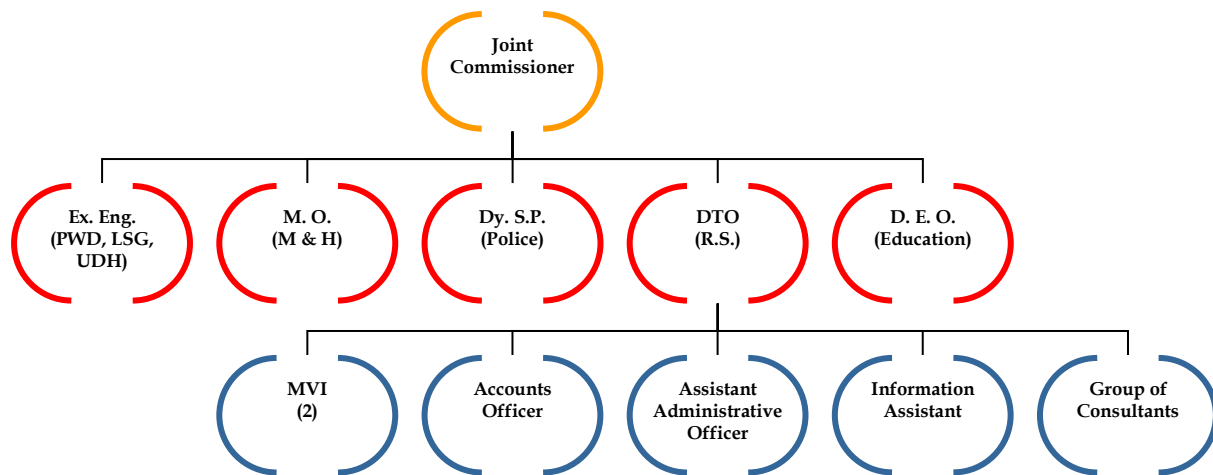 Joint
Commissioner
Ex. Eng.
(PWD, LSG,
UDH)
M. O.
(M & H)
Dy. S.P.
(Police)
DTO
(R.S.)
D. E. O.
(Education)
MVI
(2)
Accounts
Officer
Assistant
Administrative
Officer
Information
Assistant
Group of
Consultants